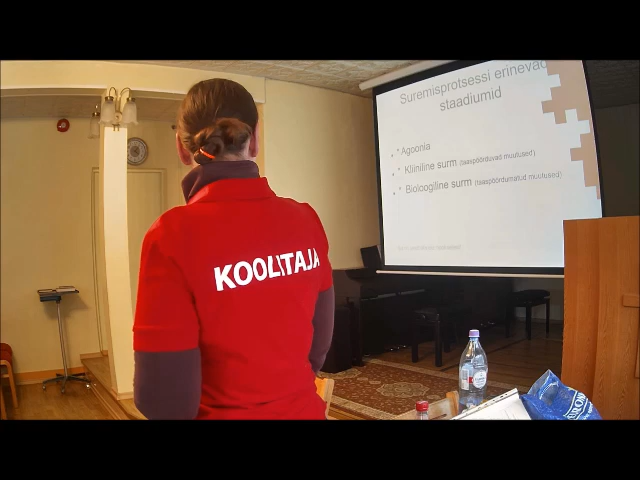 Suremisprotsessi erinevad
staadiumid
* Agoonia
* Kliiniline surm (taaspöörduvad muutused)
* Bioloogiline surm (taaspöördumatud muutused)
KOOLITAJA